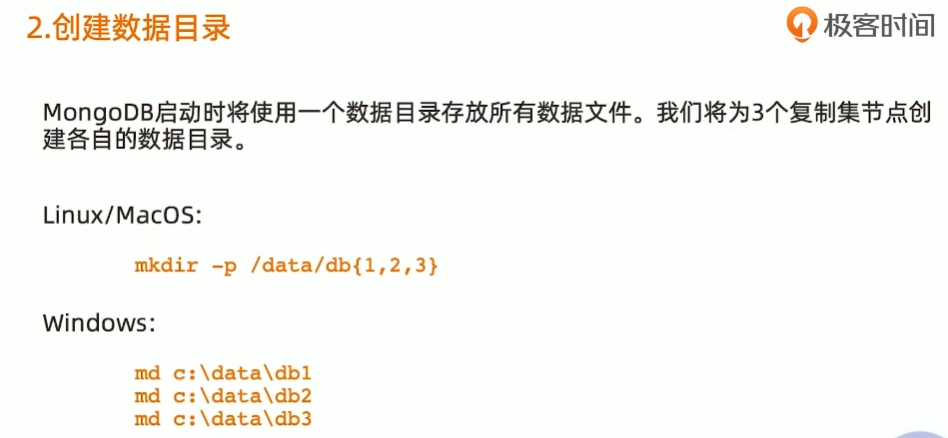 2.创建数据目录
极客时间
MongoDB启动时将使用一个数据目录存放所有数据文件。我们将为3个复制集节点创
建各自的数据目录。
Linux/MacOS:
mkdir -p /data/db{1,2,3}
Windows:
md c:\data\db1
md c:\data\db2
md c:\data\db3